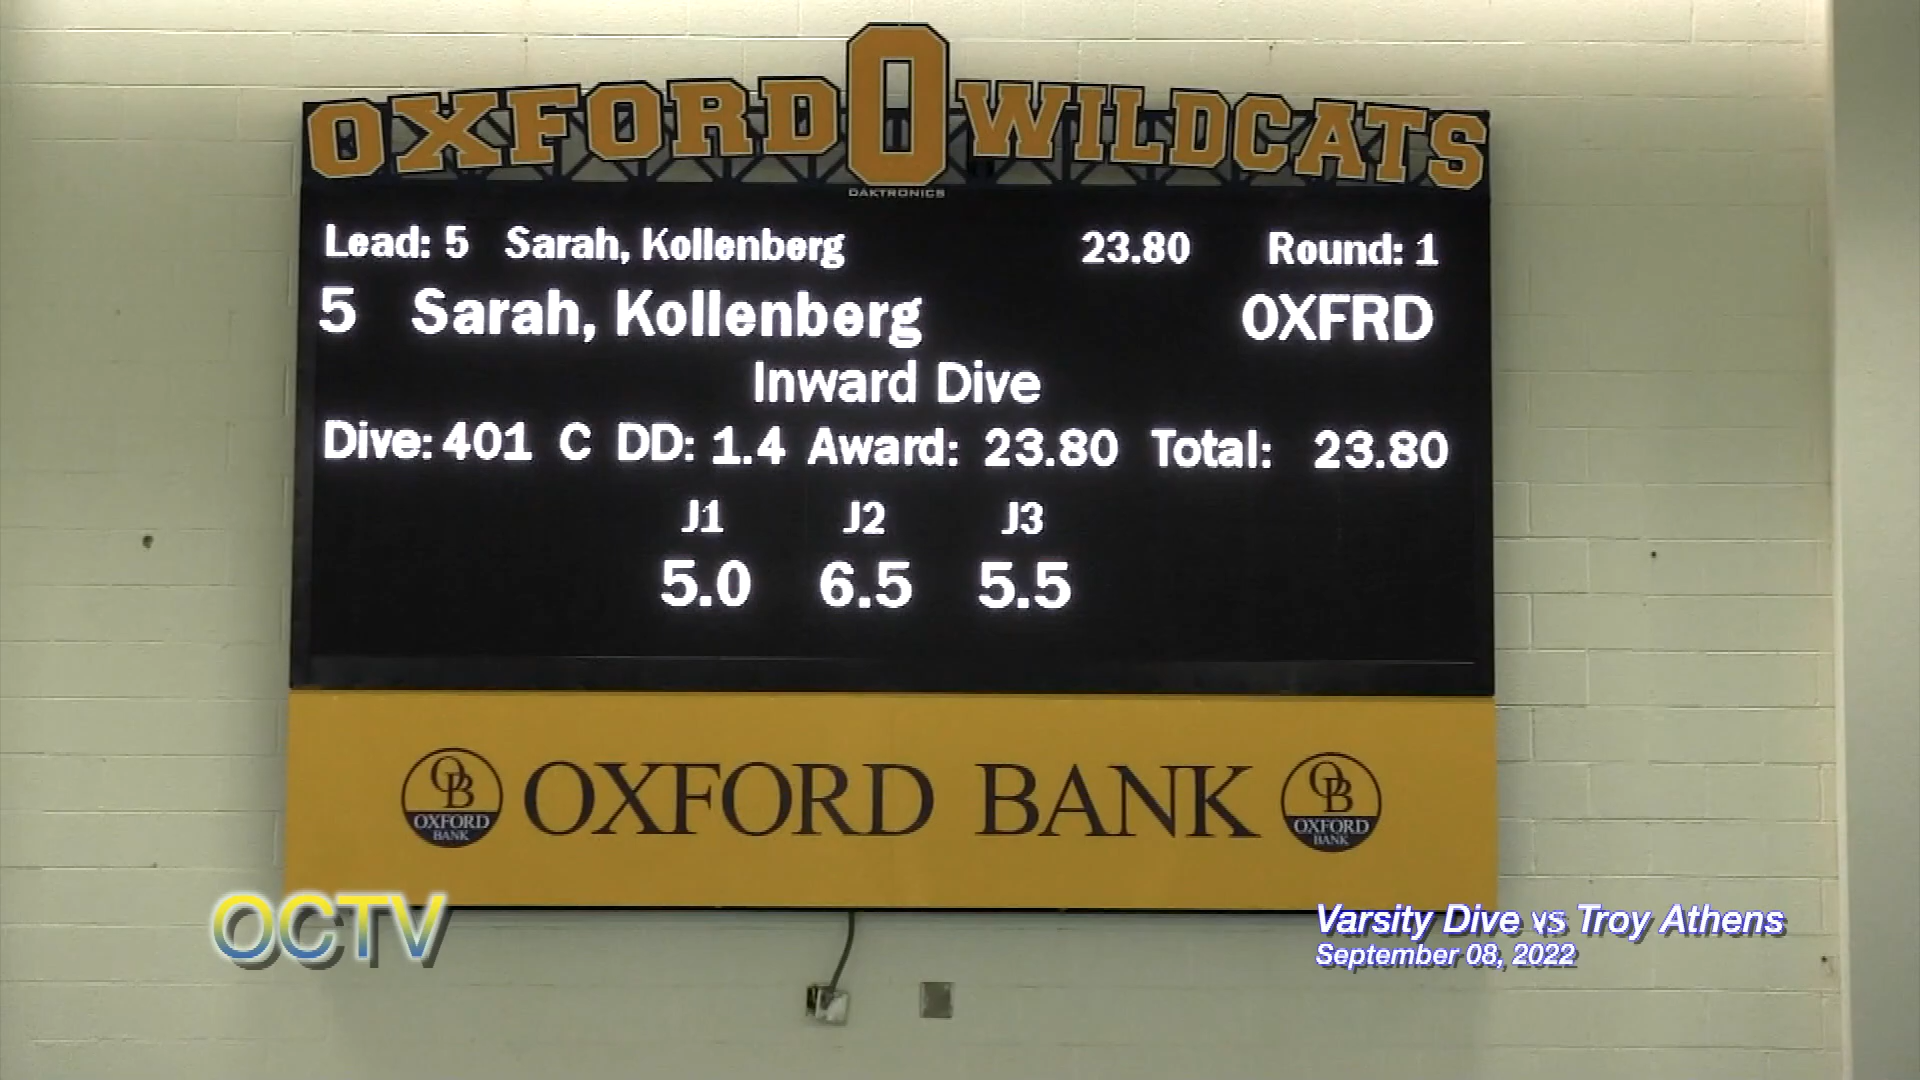 OXFORD O WILDCATS
DAKTRONICS
Lead: 5 Sarah, Kollenberg 23.80 Round: 1
5 Sarah, Kollenberg OXFRD
Inward Dive
Dive: 401 C DD: 1.4 Award: 23.80 Total: 23.80
J1 J2 J3
5.0 6.5 5.5
OB OXFORD BANK OXFORD BANK OB OXFORD BANK
OCTV
Varsity Dive vs Troy Athens
September 08, 2022